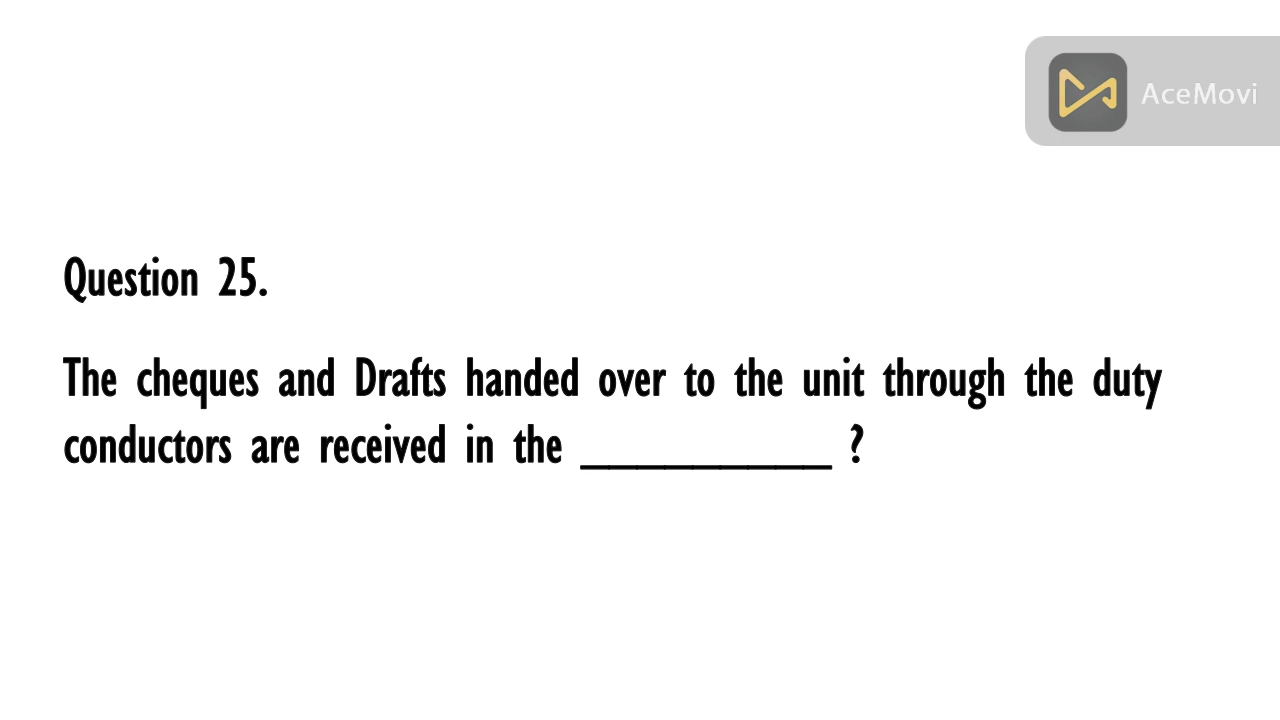 AceMovi
Question 25.
The cheques and Drafts handed over to the unit through the duty
conductors are received in the _________ ?